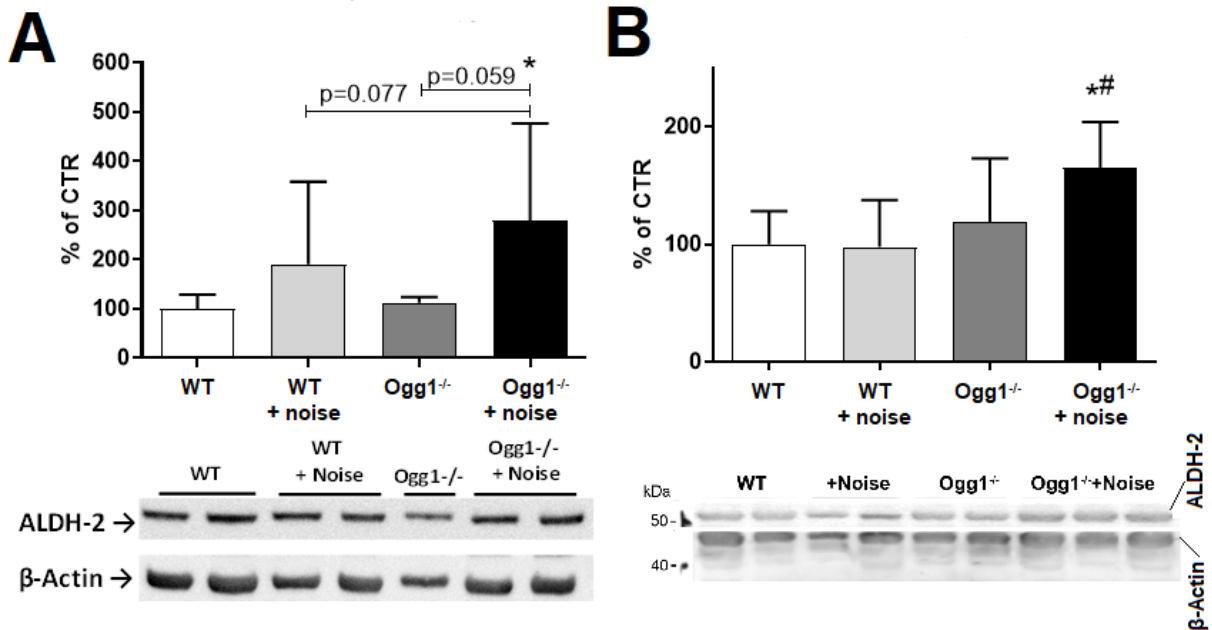 A
600
500
400
300
200
100
0
% of CTR
p=0.077
p=0.059
*
WT
WT
+ noise
Ogg1-/-
Ogg1-/-
+ noise
WT
WT
+ Noise
Ogg1-/-
Ogg1-/-
+ Noise
ALDH-2 →
β-Actin →
B
200
100
0
% of CTR
*#
WT
WT
+ noise
Ogg1-/-
Ogg1-/-
+ noise
kDa
WT
+Noise
Ogg1-/-
Ogg1-/-+Noise
50-
40-
ALDH-2
β-Actin